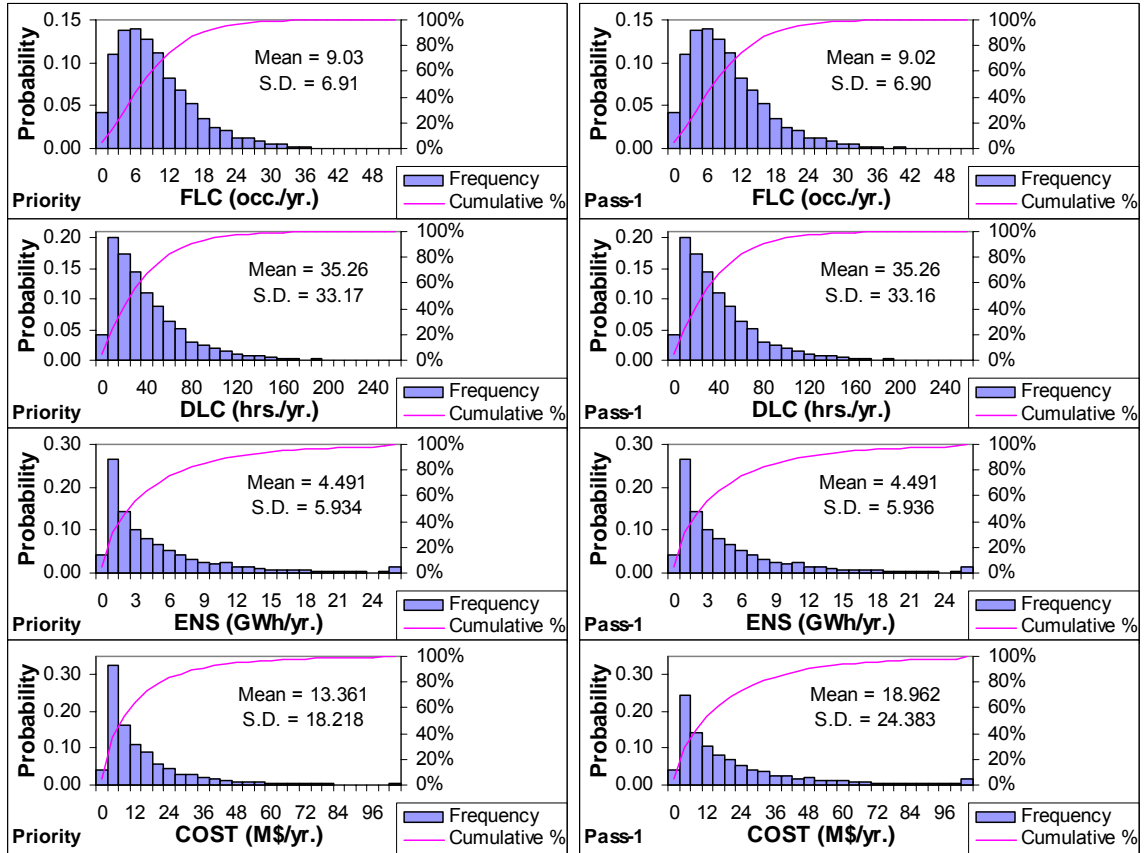 0.15
0.10
0.05
0.00
Probability
Mean = 9.03
S.D. = 6.91
100%
80%
60%
40%
20%
0%
0 6 12 18 24 30 36 42 48
Priority
FLC (occ./yr.)
Frequency
Cumulative %
0.15
0.10
0.05
0.00
Probability
Mean = 9.02
S.D. = 6.90
100%
80%
60%
40%
20%
0%
0 6 12 18 24 30 36 42 48
Pass-1
FLC (occ./yr.)
Frequency
Cumulative %
0.20
0.15
0.10
0.05
0.00
Probability
Mean = 35.26
S.D. = 33.17
100%
80%
60%
40%
20%
0%
0 40 80 120 160 200 240
Priority
DLC (hrs./yr.)
Frequency
Cumulative %
0.20
0.15
0.10
0.05
0.00
Probability
Mean = 35.26
S.D. = 33.16
100%
80%
60%
40%
20%
0%
0 40 80 120 160 200 240
Pass-1
DLC (hrs./yr.)
Frequency
Cumulative %
0.30
0.20
0.10
0.00
Probability
Mean = 4.491
S.D. = 5.934
100%
80%
60%
40%
20%
0%
0 3 6 9 12 15 18 21 24
Priority
ENS (GWh/yr.)
Frequency
Cumulative %
0.30
0.20
0.10
0.00
Probability
Mean = 4.491
S.D. = 5.936
100%
80%
60%
40%
20%
0%
0 3 6 9 12 15 18 21 24
Pass-1
ENS (GWh/yr.)
Frequency
Cumulative %
0.30
0.20
0.10
0.00
Probability
Mean = 13.361
S.D. = 18.218
100%
80%
60%
40%
20%
0%
0 12 24 36 48 60 72 84 96
Priority
COST (M$/yr.)
Frequency
Cumulative %
0.30
0.20
0.10
0.00
Probability
Mean = 18.962
S.D. = 24.383
100%
80%
60%
40%
20%
0%
0 12 24 36 48 60 72 84 96
Pass-1
COST (M$/yr.)
Frequency
Cumulative %